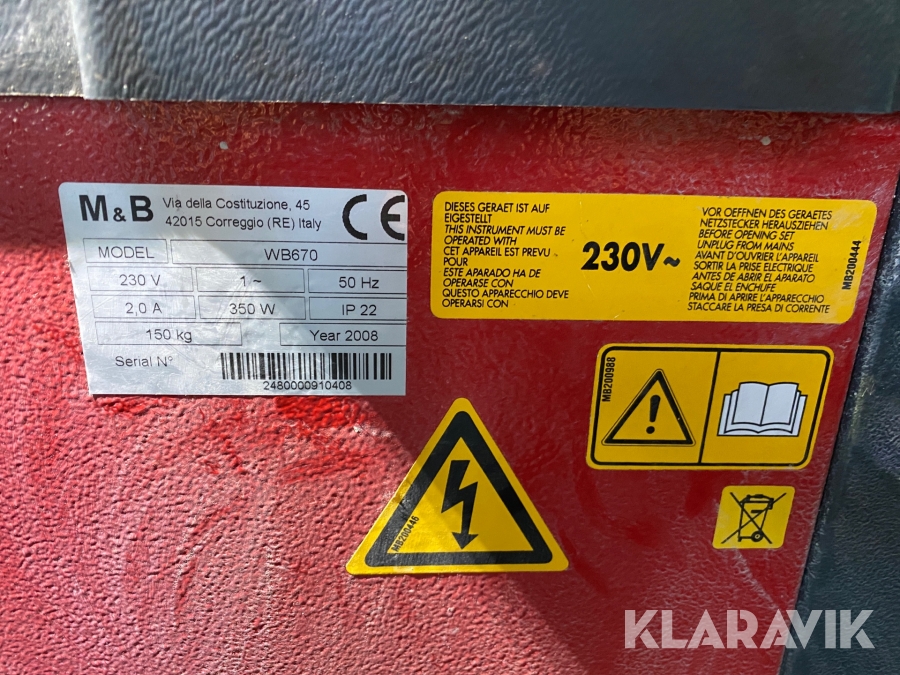 M&B Via della Costituzione, 45
42015 Correggio (RE) Italy
CE
MODEL WB670
230 V 1 ~ 50 Hz
2,0 A 350 W IP 22
150 kg Year 2008
Serial N°
2480000910408
DIESES GERAET IST AUF
EIGESTELLT
THIS INSTRUMENT MUST BE
OPERATED WITH
CET APPAREIL EST PREVU
POUR
ESTE APARADO HA DE
OPERARSE CON
QUESTO APPARECCHIO DEVE
OPERARSI CON
230V~
VOR OEFFNEN DES GERAETES
NETZSTECKER HERAUSZIEHEN
BEFORE OPENING SET
UNPLUG FROM MAINS
AVANT D'OUVRIER L'APPAREIL
SORTIR LA PRISE ELECTRIQUE
ANTES DE ABRIR EL APARATO
SAQUE EL ENCHUFE
PRIMA DI APRIRE L'APPARECCHIO
STACCARE LA PRESA DI CORRENTE
MB200444
MB200988
MB200446
KLARAVIK